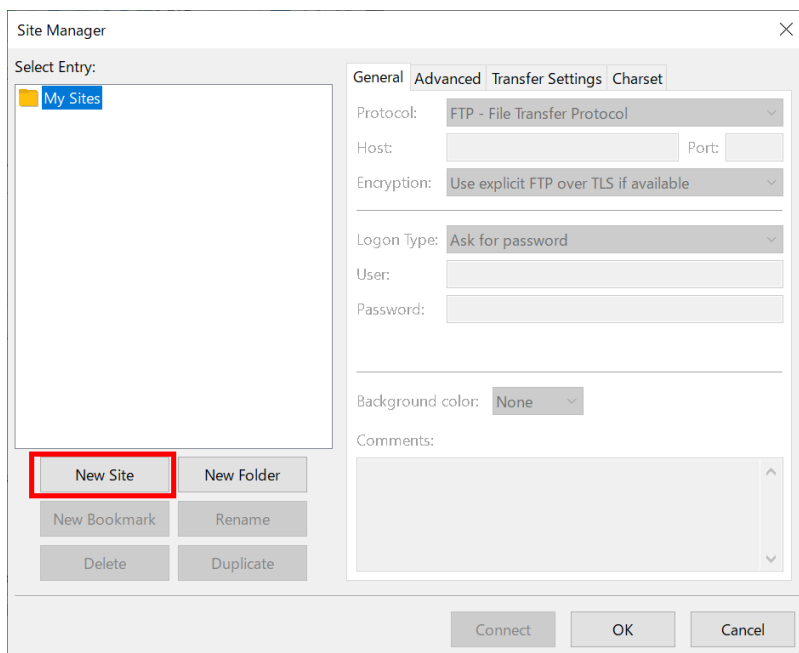 Site Manager
Select Entry:
My Sites
New Site
New Folder
New Bookmark
Rename
Delete
Duplicate
General
Advanced
Transfer Settings
Charset
Protocol:
FTP - File Transfer Protocol
Host:
Port:
Encryption:
Use explicit FTP over TLS if available
Logon Type:
Ask for password
User:
Password:
Background color:
None
Comments:
Connect
OK
Cancel